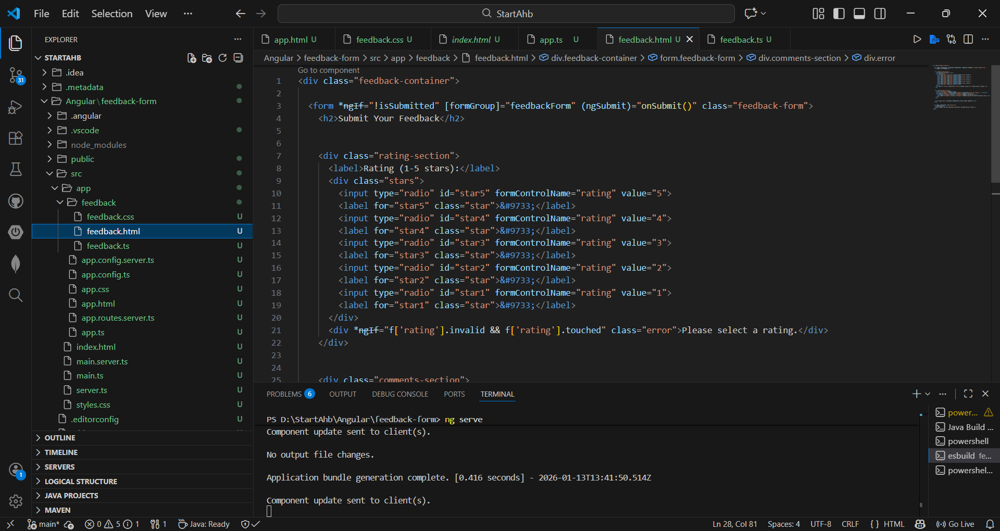 File Edit Selection View ··· StartAhb
EXPLORER
STARTAHB
.idea
.metadata
Angular\feedback-form
.angular
.vscode
node_modules
public
src
app
feedback
feedback.css U
feedback.html U
feedback.ts U
app.config.server.ts U
app.config.ts U
app.css U
app.html U
app.routes.server.ts U
app.ts U
index.html U
main.server.ts U
main.ts U
server.ts U
styles.css U
.editorconfig U
OUTLINE
TIMELINE
SERVERS
LOGICAL STRUCTURE
JAVA PROJECTS
MAVEN
31
1
app.html U feedback.css U index.html U app.ts U feedback.html U feedback.ts U
Angular > feedback-form > src > app > feedback > feedback.html > div.feedback-container > form.feedback-form > div.comments-section > div.error
Go to component
1 <div class="feedback-container">
2
3 <form *ngIf="!isSubmitted" [formGroup]="feedbackForm" (ngSubmit)="onSubmit()" class="feedback-form">
4 <h2>Submit Your Feedback</h2>
5
6
7 <div class="rating-section">
8 <label>Rating (1-5 stars):</label>
9 <div class="stars">
10 <input type="radio" id="star5" formControlName="rating" value="5">
11 <label for="star5" class="star">&#9733;</label>
12 <input type="radio" id="star4" formControlName="rating" value="4">
13 <label for="star4" class="star">&#9733;</label>
14 <input type="radio" id="star3" formControlName="rating" value="3">
15 <label for="star3" class="star">&#9733;</label>
16 <input type="radio" id="star2" formControlName="rating" value="2">
17 <label for="star2" class="star">&#9733;</label>
18 <input type="radio" id="star1" formControlName="rating" value="1">
19 <label for="star1" class="star">&#9733;</label>
20 </div>
21 <div *ngIf="f['rating'].invalid && f['rating'].touched" class="error">Please select a rating.</div>
22 </div>
23
24
25 <div class="comments-section">
PROBLEMS 6 OUTPUT DEBUG CONSOLE PORTS TERMINAL
PS D:\StartAhb\Angular\feedback-form> ng serve
Component update sent to client(s).
No output file changes.
Application bundle generation complete. [0.416 seconds] - 2026-01-13T13:41:50.514Z
Component update sent to client(s).
power...
Java Build ...
powershell
esbuild fe...
powershel...
main* 0 5 1 1 Java: Ready Ln 28, Col 81 Spaces: 4 UTF-8 CRLF { } HTML Go Live